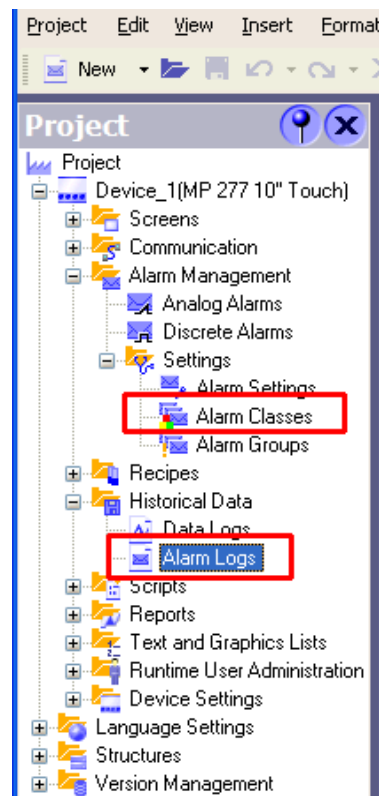 Project Edit View Insert Format
New
Project
Project
Device_1(MP 277 10" Touch)
Screens
Communication
Alarm Management
Analog Alarms
Discrete Alarms
Settings
Alarm Settings
Alarm Classes
Alarm Groups
Recipes
Historical Data
Data Logs
Alarm Logs
Scripts
Reports
Text and Graphics Lists
Runtime User Administration
Device Settings
Language Settings
Structures
Version Management